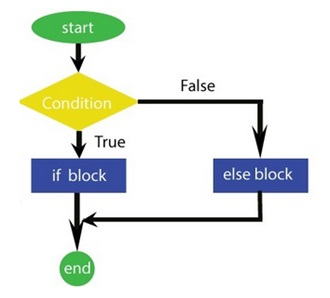 start
Condition
False
True
if block
else block
end